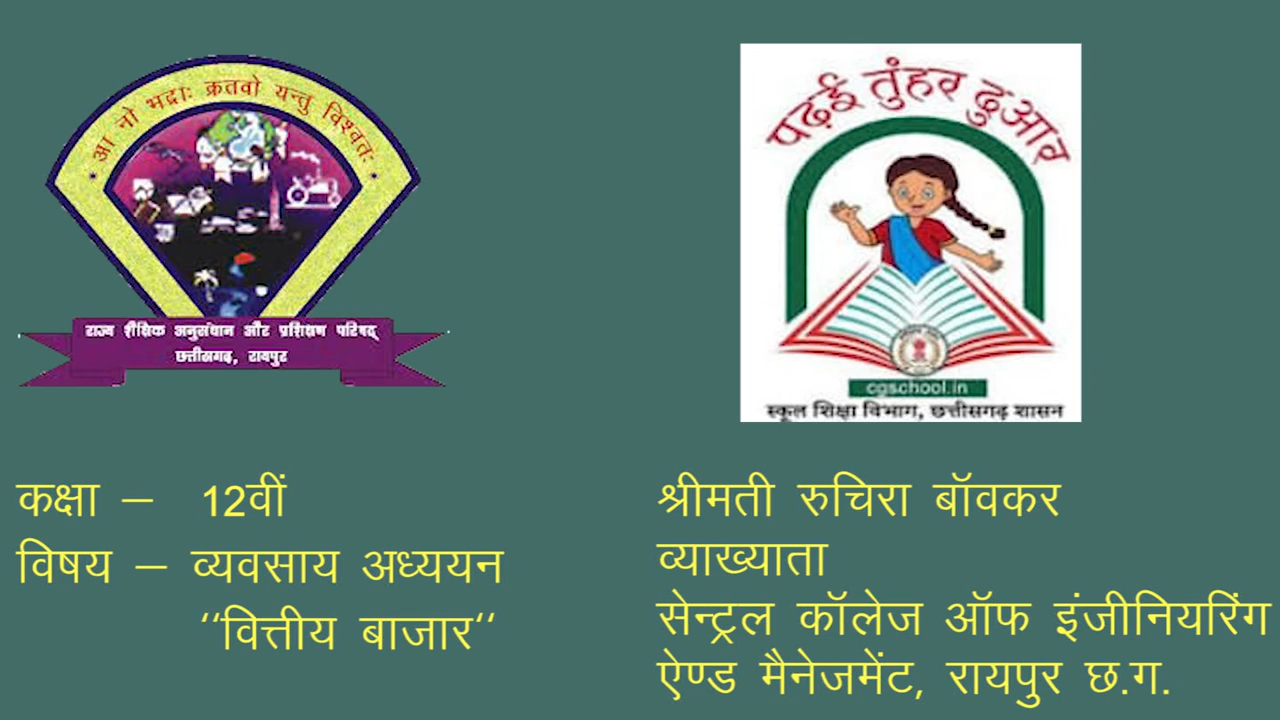 आ नो भद्राः क्रतवो यन्तु विश्वतः
राज्य शैक्षिक अनुसंधान और प्रशिक्षण परिषद्
छत्तीसगढ़, रायपुर
पढ़ई तुंहर दुआर
cgschool.in
स्कूल शिक्षा विभाग, छत्तीसगढ़ शासन
कक्षा – 12वीं
विषय – व्यवसाय अध्ययन
‘‘वित्तीय बाजार‘‘
श्रीमती रुचिरा बॉवकर
व्याख्याता
सेन्ट्रल कॉलेज ऑफ इंजीनियरिंग
ऐण्ड मैनेजमेंट, रायपुर छ.ग.